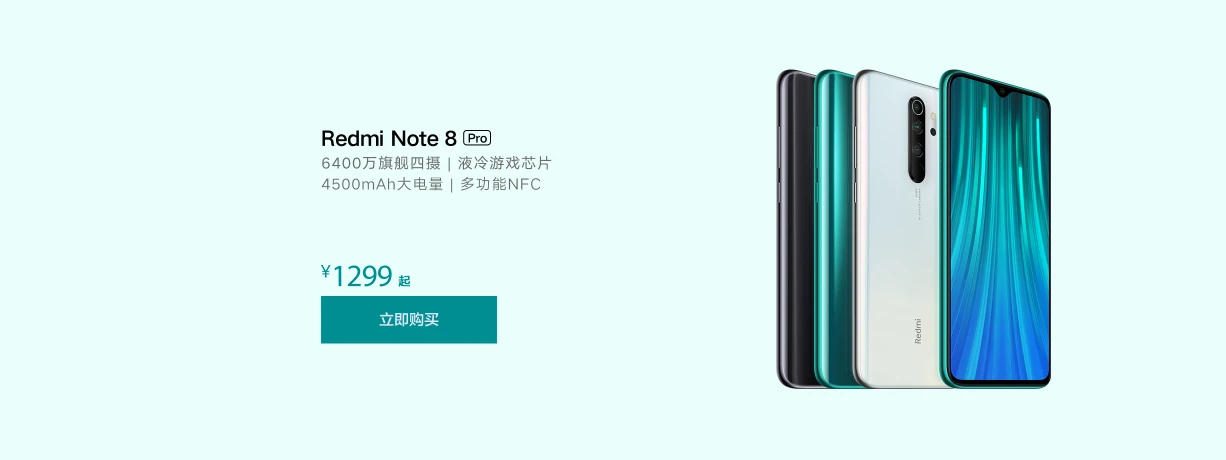 Redmi Note 8 Pro
6400万旗舰四摄 | 液冷游戏芯片
4500mAh大电量 | 多功能NFC
¥1299 起
立即购买
Redmi